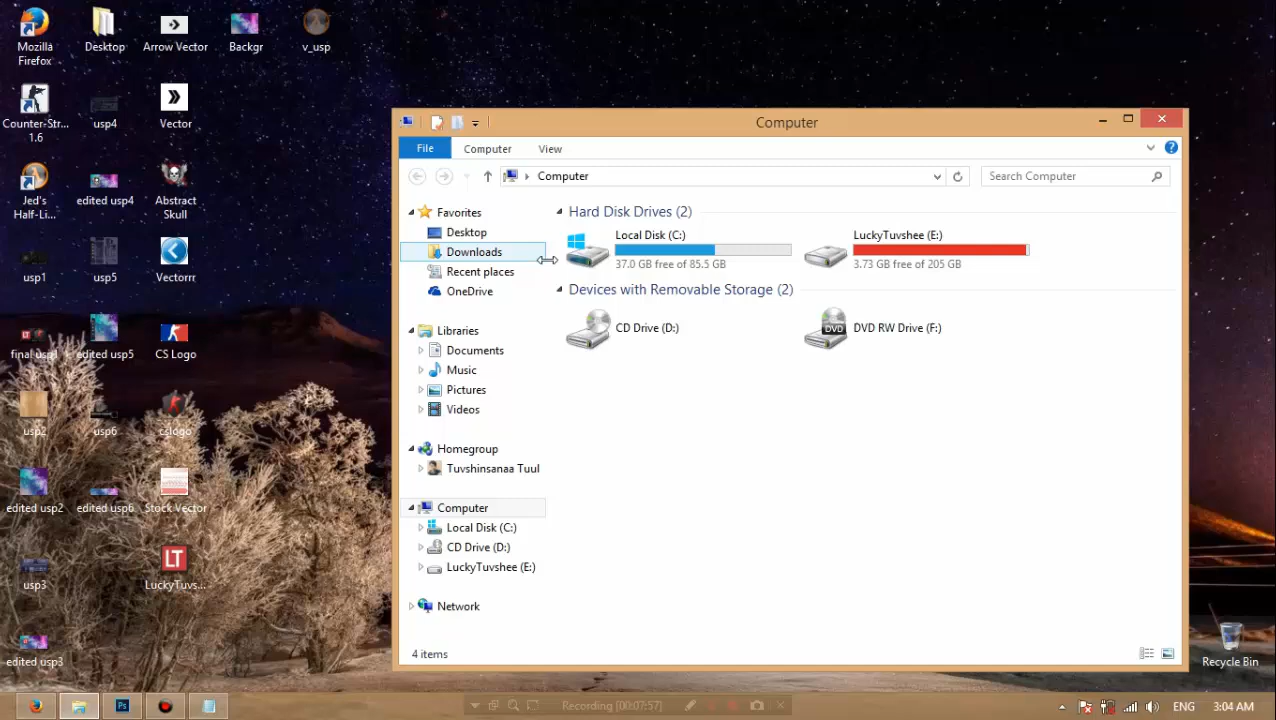 Mozilla
Firefox
Desktop
Arrow Vector
Backgr
v_usp
Counter-Str...
1.6
usp4
Vector
Jed's
Half-Li...
edited usp4
Abstract
Skull
usp1
usp5
Vectorrr
final usp1
edited usp5
CS Logo
usp2
usp6
cslogo
edited usp2
edited usp6
Stock Vector
usp3
LT
LuckyTuvs...
edited usp3
Computer
File
Computer
View
Computer
Search Computer
Favorites
Desktop
Downloads
Recent places
OneDrive
Libraries
Documents
Music
Pictures
Videos
Homegroup
Tuvshinsanaa Tuul
Computer
Local Disk (C:)
CD Drive (D:)
LuckyTuvshee (E:)
Network
Hard Disk Drives (2)
Local Disk (C:)
37.0 GB free of 85.5 GB
LuckyTuvshee (E:)
3.73 GB free of 205 GB
Devices with Removable Storage (2)
CD Drive (D:)
DVD
DVD RW Drive (F:)
4 items
Recycle Bin
Ps
Recording [00:07:57]
ENG
3:04 AM